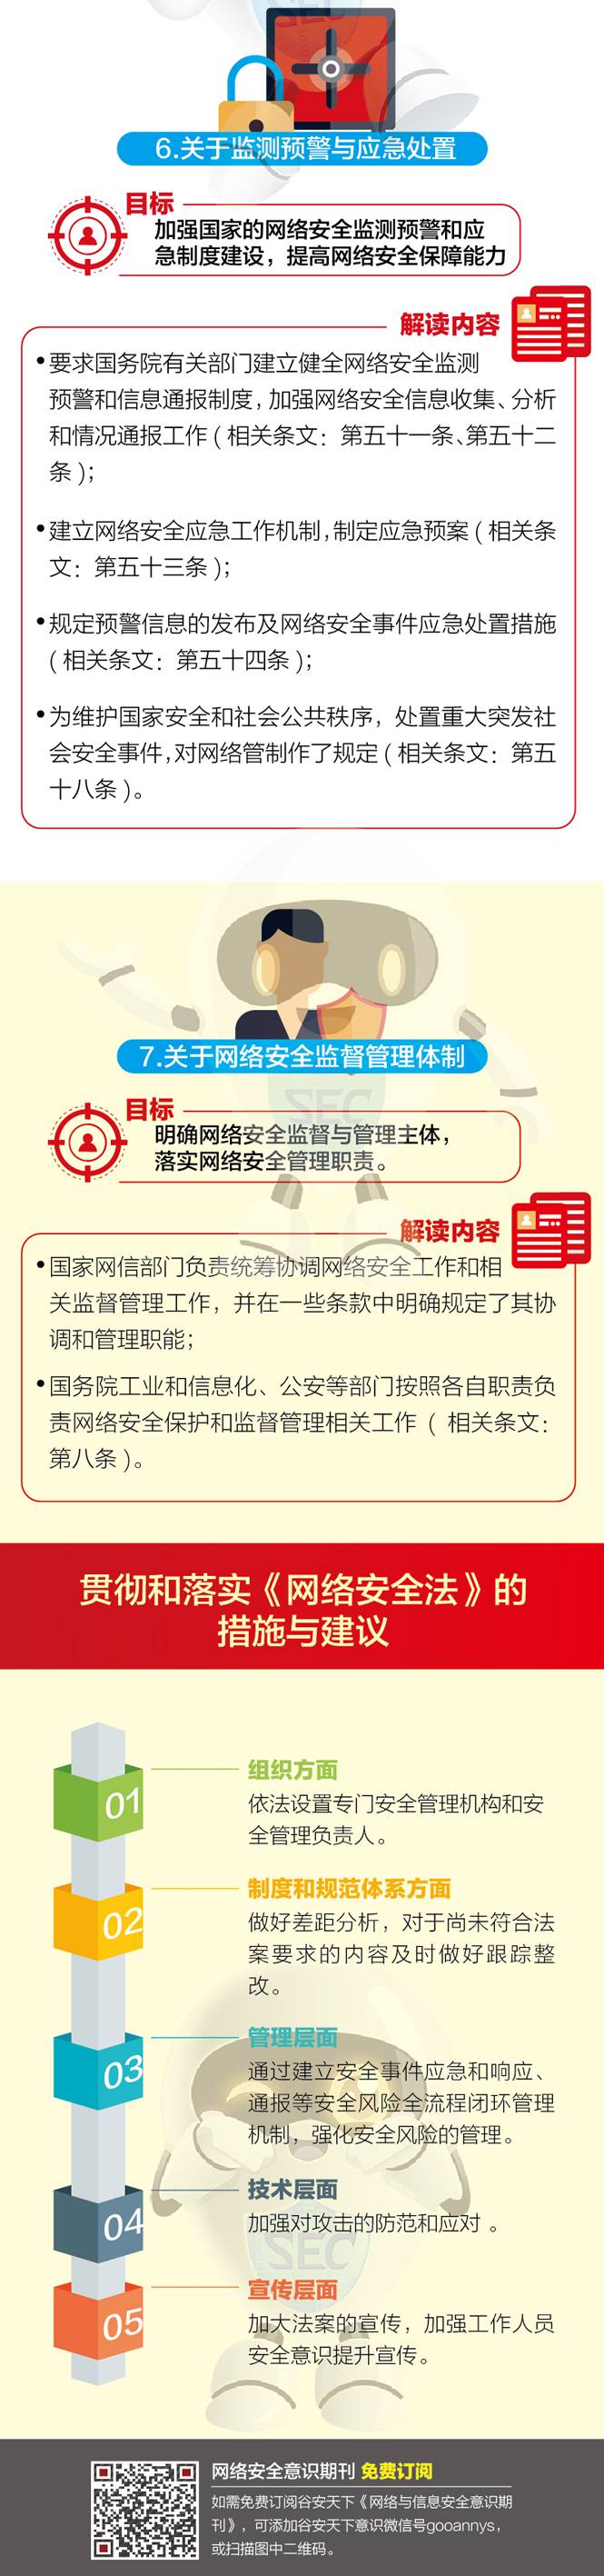 SEC
6.关于监测预警与应急处置
目标
加强国家的网络安全监测预警和应
急制度建设，提高网络安全保障能力
解读内容
•要求国务院有关部门建立健全网络安全监测
预警和信息通报制度，加强网络安全信息收集、分析
和情况通报工作（相关条文：第五十一条、第五十二
条）；
•建立网络安全应急工作机制，制定应急预案（相关条
文：第五十三条）；
•规定预警信息的发布及网络安全事件应急处置措施
（相关条文：第五十四条）；
•为维护国家安全和社会公共秩序，处置重大突发社
会安全事件，对网络管制作了规定（相关条文：第五
十八条）。
7.关于网络安全监督管理体制
SEC
目标
明确网络安全监督与管理主体，
落实网络安全管理职责。
解读内容
•国家网信部门负责统筹协调网络安全工作和相
关监督管理工作，并在一些条款中明确规定了其协
调和管理职能；
•国务院工业和信息化、公安等部门按照各自职责负
责网络安全保护和监督管理相关工作（ 相关条文：
第八条）。
贯彻和落实《网络安全法》的
措施与建议
01
组织方面
依法设置专门安全管理机构和安
全管理负责人。
02
制度和规范体系方面
做好差距分析，对于尚未符合法
案要求的内容及时做好跟踪整
改。
03
管理层面
通过建立安全事件应急和响应、
通报等安全风险全流程闭环管理
机制，强化安全风险的管理。
04
技术层面
加强对攻击的防范和应对 。
SEC
05
宣传层面
加大法案的宣传，加强工作人员
安全意识提升宣传。
网络安全意识期刊 免费订阅
如需免费订阅谷安天下《网络与信息安全意识期
刊》，可添加谷安天下意识微信号gooannys，
或扫描图中二维码。